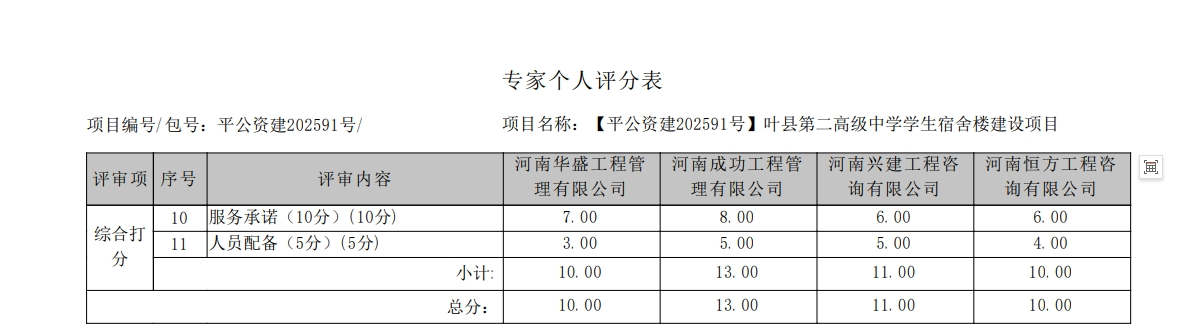 专家个人评分表
项目编号/包号：平公资建202591号/ 项目名称：【平公资建202591号】叶县第二高级中学学生宿舍楼建设项目
评审项 序号 评审内容 河南华盛工程管理有限公司 河南成功工程管理有限公司 河南兴建工程咨询有限公司 河南恒方工程咨询有限公司
综合打分 10 服务承诺（10分）(10分) 7.00 8.00 6.00 6.00
11 人员配备（5分）(5分) 3.00 5.00 5.00 4.00
小计: 10.00 13.00 11.00 10.00
总分： 10.00 13.00 11.00 10.00